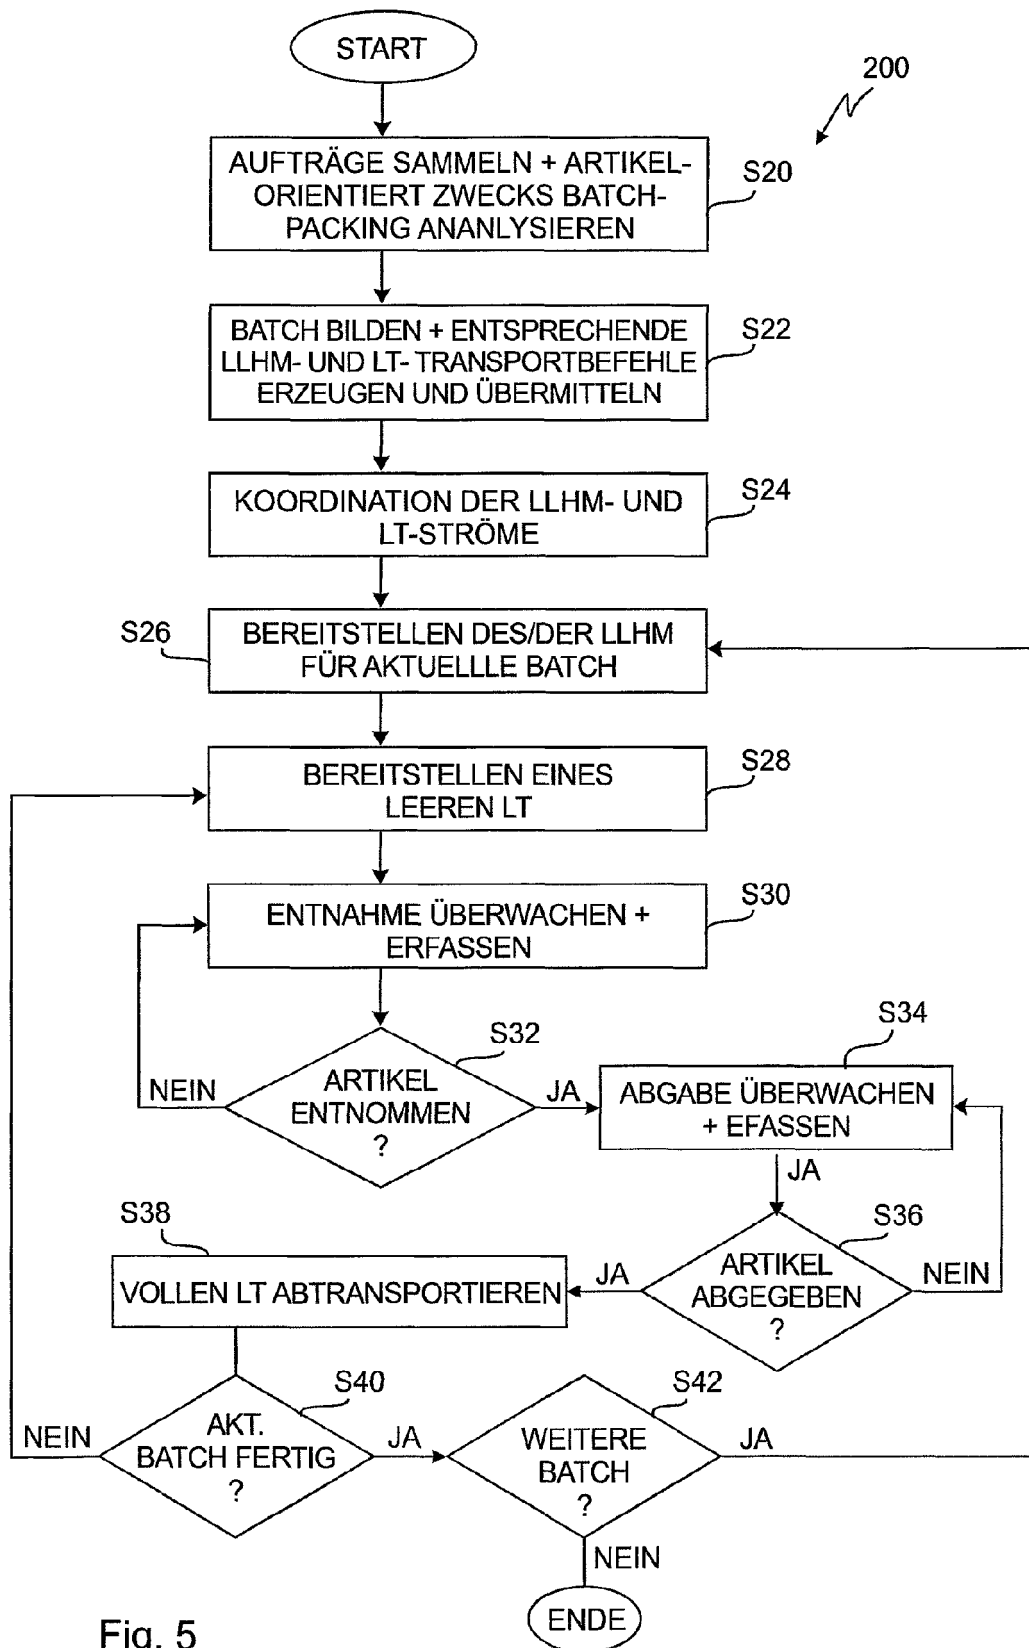 START
200
AUFTRÄGE SAMMELN + ARTIKEL-
ORIENTIERT ZWECKS BATCH-
PACKING ANANLYSIEREN
S20
BATCH BILDEN + ENTSPRECHENDE
LLHM- UND LT- TRANSPORTBEFEHLE
ERZEUGEN UND ÜBERMITTELN
S22
KOORDINATION DER LLHM- UND
LT-STRÖME
S24
S26
BEREITSTELLEN DES/DER LLHM
FÜR AKTUELLLE BATCH
BEREITSTELLEN EINES
LEEREN LT
S28
ENTNAHME ÜBERWACHEN +
ERFASSEN
S30
S32
ARTIKEL
ENTNOMMEN
?
NEIN
JA
S34
ABGABE ÜBERWACHEN
+ EFASSEN
JA
S36
ARTIKEL
ABGEGEBEN
?
NEIN
JA
S38
VOLLEN LT ABTRANSPORTIEREN
S40
AKT.
BATCH FERTIG
?
NEIN
JA
S42
WEITERE
BATCH
?
JA
NEIN
ENDE
Fig. 5